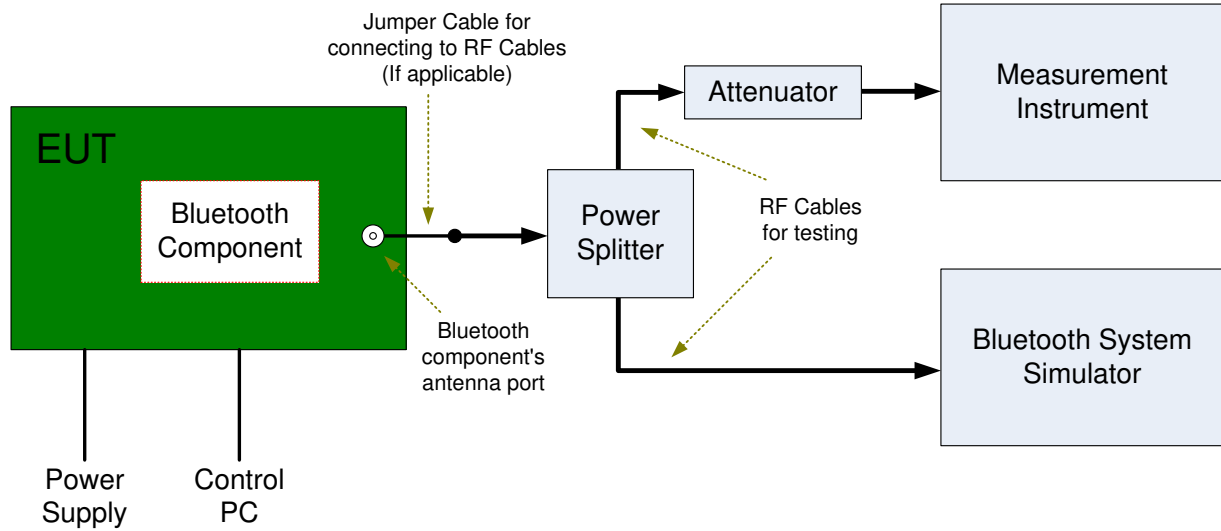 Jumper Cable for
connecting to RF Cables
(If applicable)
EUT
Bluetooth
Component
Bluetooth
component's
antenna port
Power
Supply
Control
PC
Power
Splitter
Attenuator
RF Cables
for testing
Measurement
Instrument
Bluetooth System
Simulator